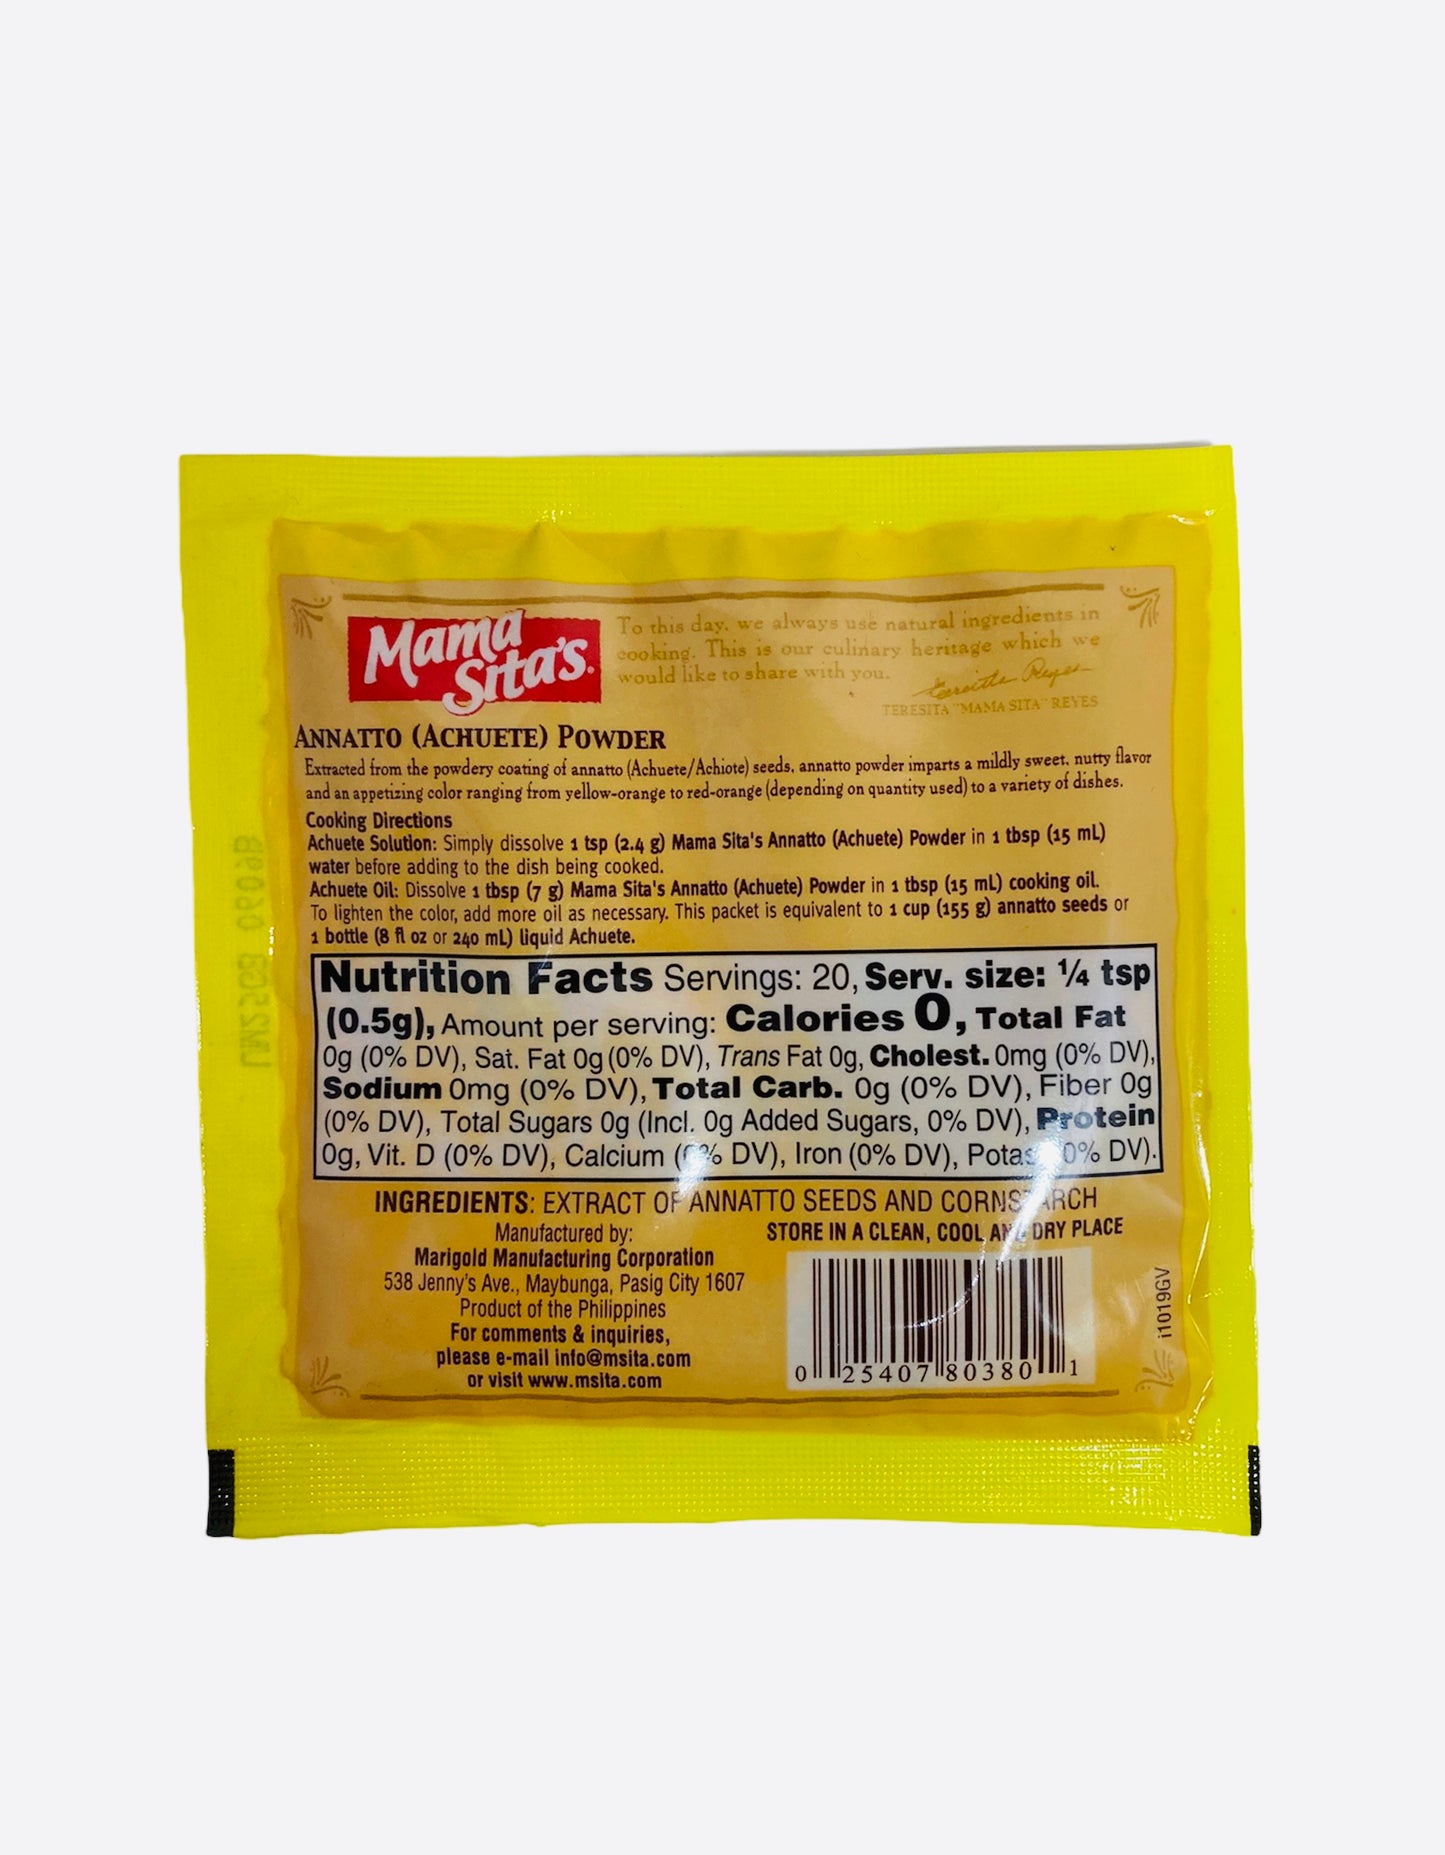 Mama
Sita's
To this day, we always use natural ingredients in
cooking. This is our culinary heritage which we
would like to share with you.
Teresita Reyes
TERESITA "MAMA SITA" REYES
ANNATTO (ACHUETE) POWDER
Extracted from the powdery coating of annatto (Achuete/Achiote) seeds, annatto powder imparts a mildly sweet, nutty flavor
and an appetizing color ranging from yellow-orange to red-orange (depending on quantity used) to a variety of dishes.
Cooking Directions
Achuete Solution: Simply dissolve 1 tsp (2.4 g) Mama Sita's Annatto (Achuete) Powder in 1 tbsp (15 mL)
water before adding to the dish being cooked.
Achuete Oil: Dissolve 1 tbsp (7 g) Mama Sita's Annatto (Achuete) Powder in 1 tbsp (15 mL) cooking oil.
To lighten the color, add more oil as necessary. This packet is equivalent to 1 cup (155 g) annatto seeds or
1 bottle (8 fl oz or 240 mL) liquid Achuete.
Nutrition Facts Servings: 20, Serv. size: ¼ tsp
(0.5g), Amount per serving: Calories 0, Total Fat
0g (0% DV), Sat. Fat 0g (0% DV), Trans Fat 0g, Cholest. 0mg (0% DV),
Sodium 0mg (0% DV), Total Carb. 0g (0% DV), Fiber 0g
(0% DV), Total Sugars 0g (Incl. 0g Added Sugars, 0% DV), Protein
0g, Vit. D (0% DV), Calcium (0% DV), Iron (0% DV), Potas. (0% DV).
INGREDIENTS: EXTRACT OF ANNATTO SEEDS AND CORNSTARCH
Manufactured by:
Marigold Manufacturing Corporation
538 Jenny's Ave., Maybunga, Pasig City 1607
Product of the Philippines
For comments & inquiries,
please e-mail info@msita.com
or visit www.msita.com
STORE IN A CLEAN, COOL AND DRY PLACE
0 25407 80380 1
i1019GV